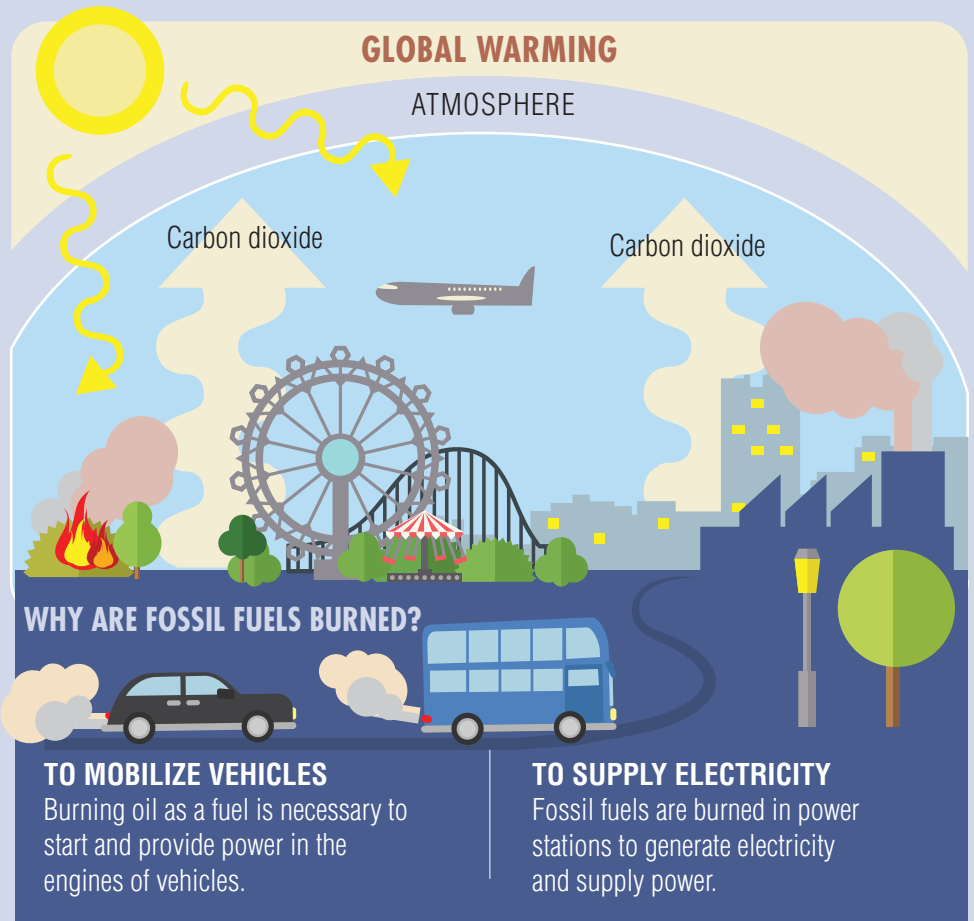 GLOBAL WARMING
ATMOSPHERE
Carbon dioxide
Carbon dioxide
WHY ARE FOSSIL FUELS BURNED?
TO MOBILIZE VEHICLES
Burning oil as a fuel is necessary to
start and provide power in the
engines of vehicles.
TO SUPPLY ELECTRICITY
Fossil fuels are burned in power
stations to generate electricity
and supply power.